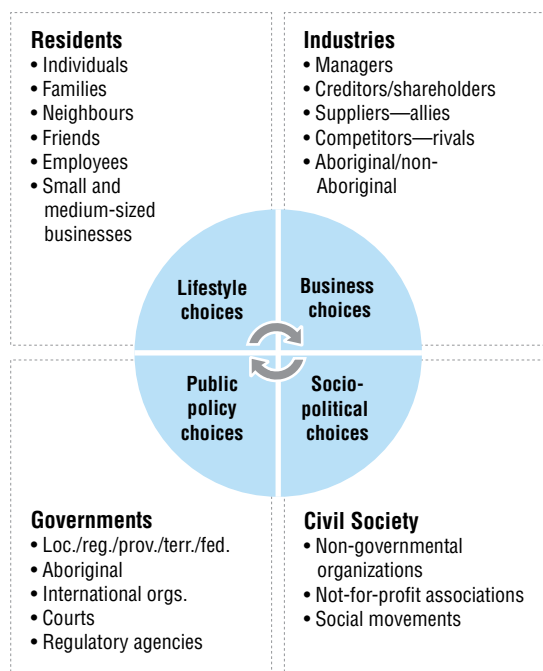 Residents
• Individuals
• Families
• Neighbours
• Friends
• Employees
• Small and
medium-sized
businesses
Industries
• Managers
• Creditors/shareholders
• Suppliers—allies
• Competitors—rivals
• Aboriginal/non-
Aboriginal
Lifestyle
choices
Business
choices
Public
policy
choices
Socio-
political
choices
Governments
• Loc./reg./prov./terr./fed.
• Aboriginal
• International orgs.
• Courts
• Regulatory agencies
Civil Society
• Non-governmental
organizations
• Not-for-profit associations
• Social movements